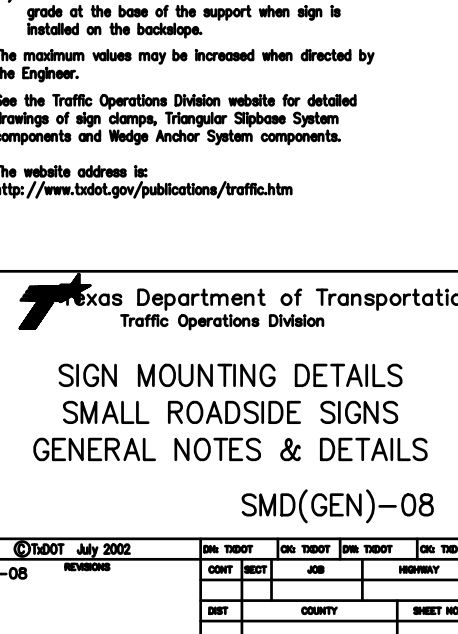 grade at the base of the support when sign is
installed on the backslope.
The maximum values may be increased when directed by
the Engineer.
See the Traffic Operations Division website for detailed
drawings of sign clamps, Triangular Slipbase System
components and Wedge Anchor System components.
The website address is:
http://www.txdot.gov/publications/traffic.htm
Texas Department of Transportatio
Traffic Operations Division
SIGN MOUNTING DETAILS
SMALL ROADSIDE SIGNS
GENERAL NOTES & DETAILS
SMD(GEN)-08
©TxDOT July 2002 DN: TXDOT CK: TXDOT DW: TXDOT CK: TXD
-08 REVISIONS CONT SECT JOB HIGHWAY
DIST COUNTY SHEET NO